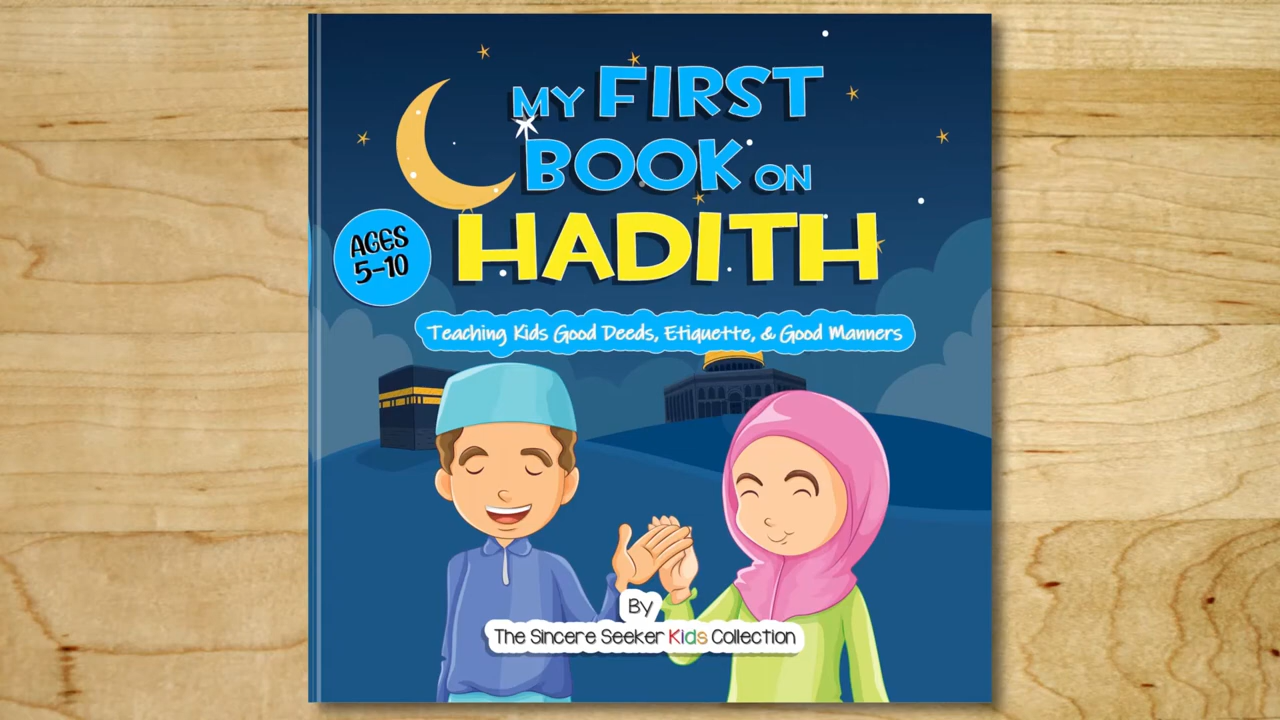 MY FIRST
BOOK ON
HADITH
AGES
5-10
Teaching Kids Good Deeds, Etiquette, & Good Manners
By
The Sincere Seeker Kids Collection